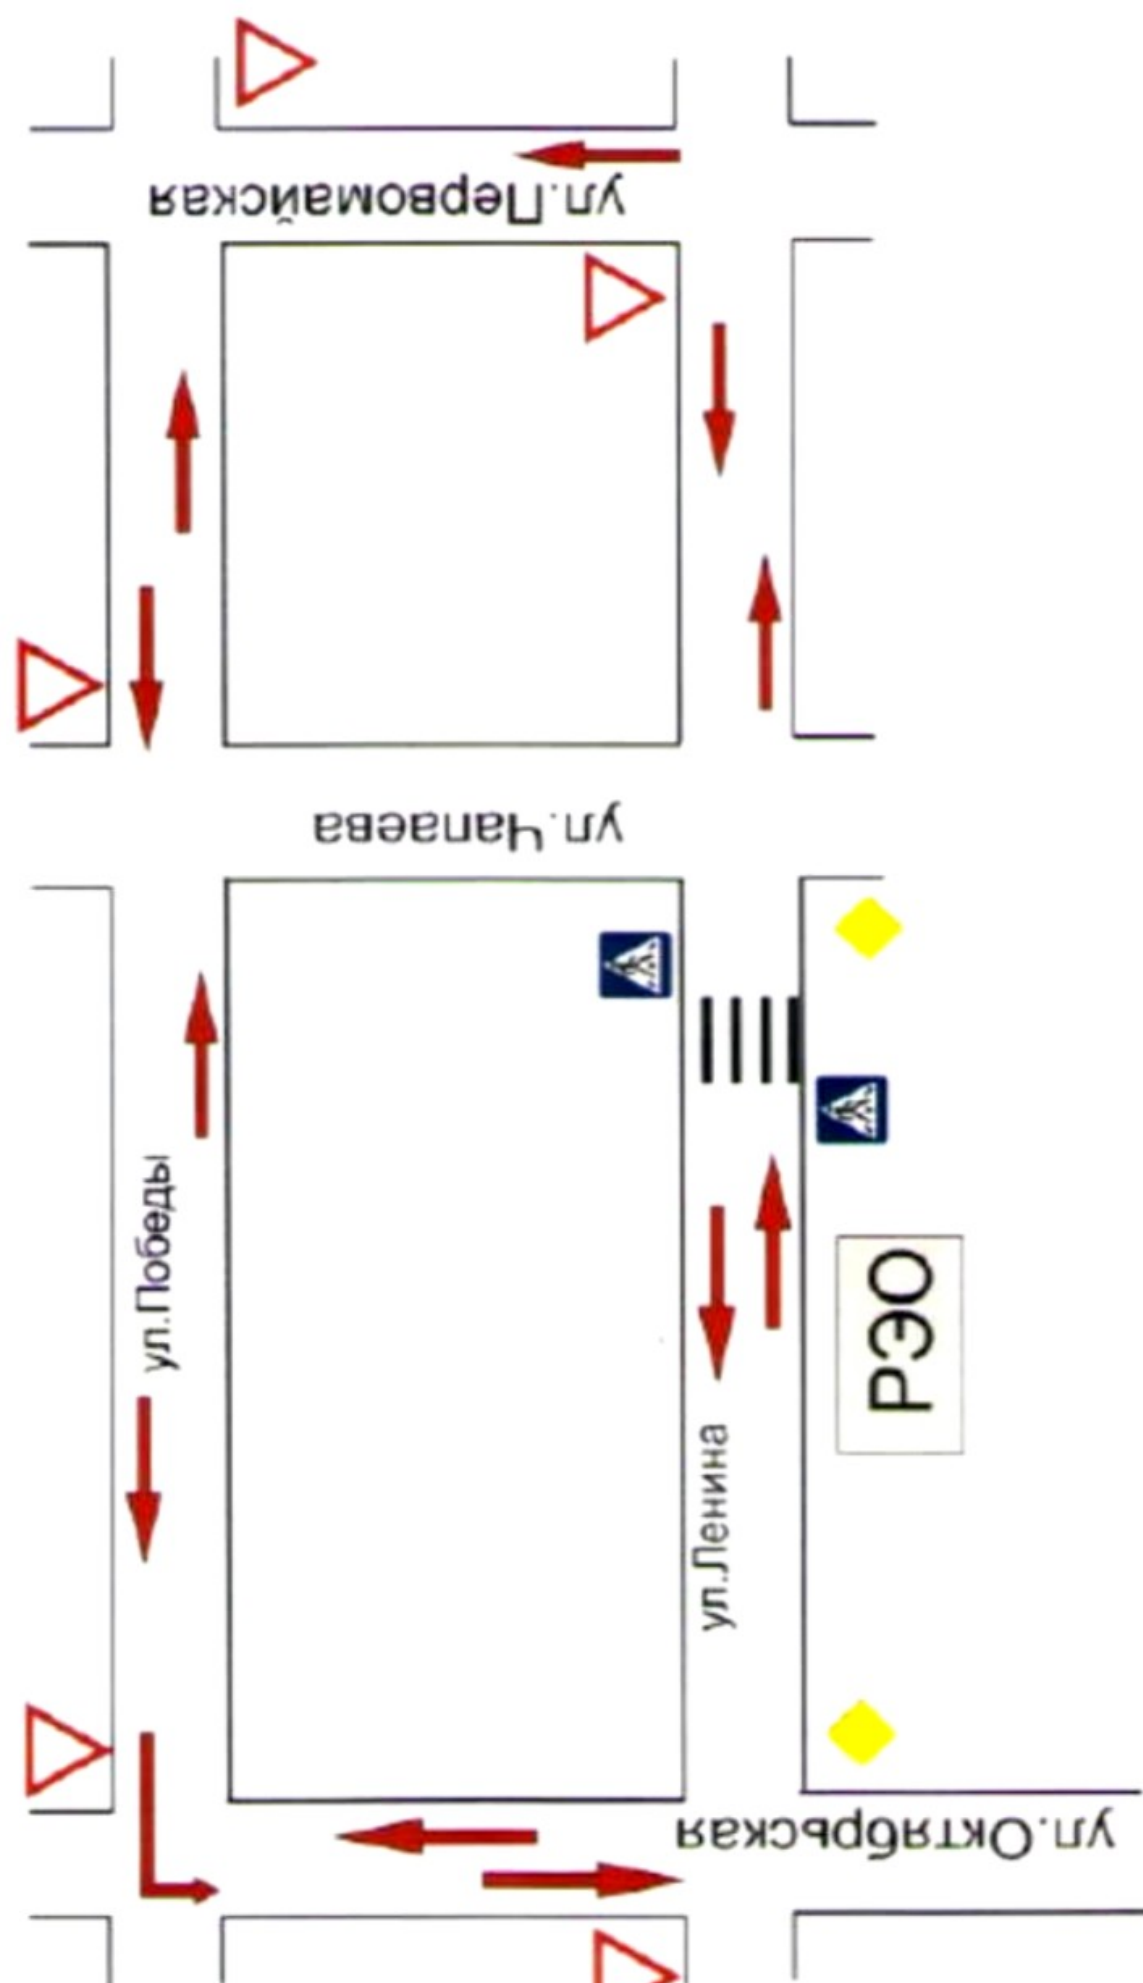 ул.Первомайская
ул.Чапаева
ул.Победы
РЭО
ул.Ленина
ул.Октябрьская